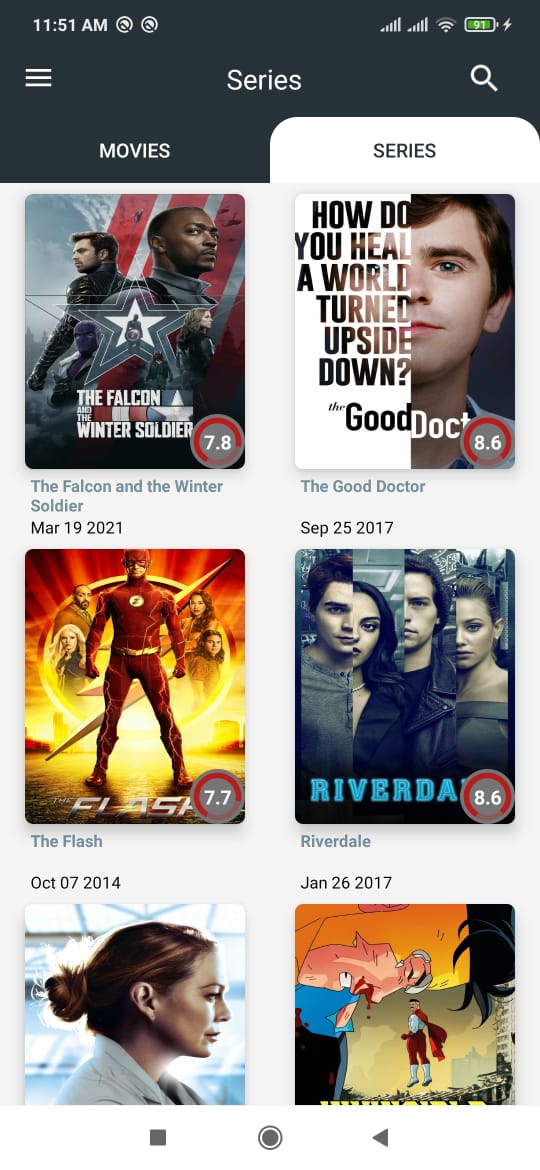 11:51 AM
91
Series
MOVIES
SERIES
THE FALCON
AND
THE
WINTER SOLDIER
7.8
HOW DO
YOU HEAL
A WORLD
TURNED
UPSIDE
DOWN?
the Good Doct
8.6
The Falcon and the Winter
Soldier
Mar 19 2021
The Good Doctor
Sep 25 2017
THE FLASH
7.7
RIVERDA
8.6
The Flash
Oct 07 2014
Riverdale
Jan 26 2017